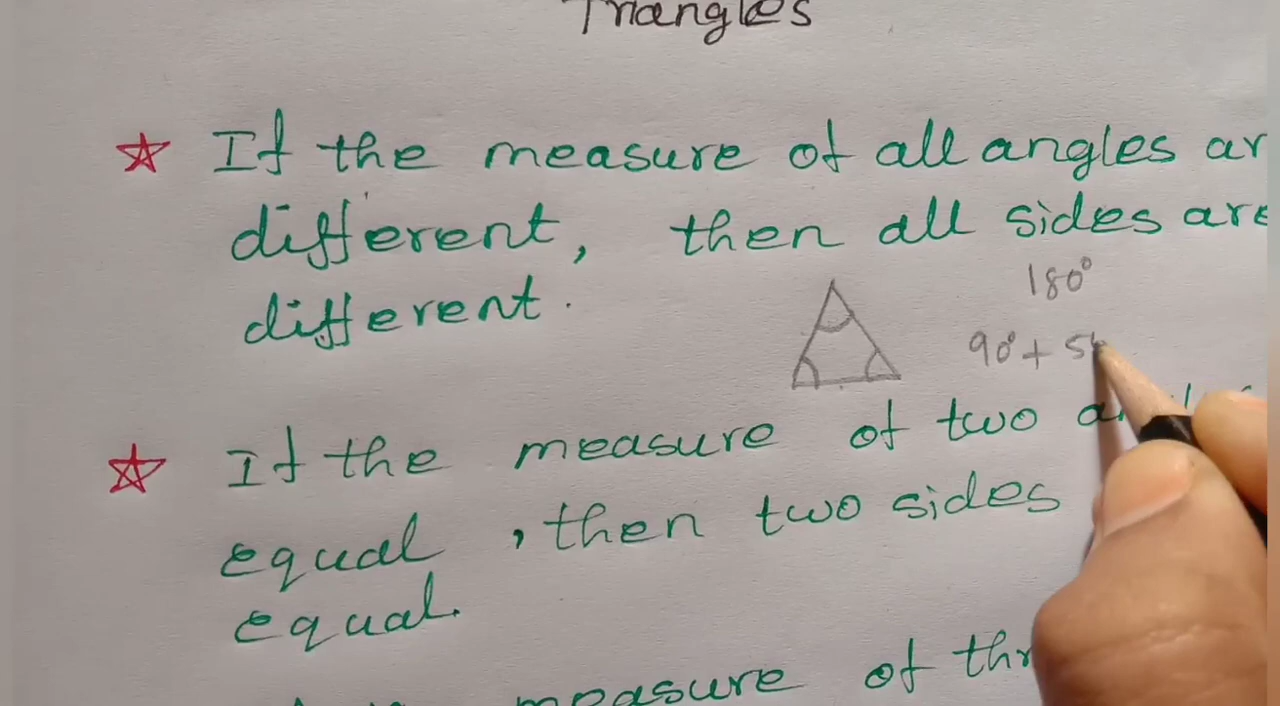 Triangles
☆ If the measure of all angles ar
different, then all sides are
different.
180°
90° + 5
☆ If the measure of two
equal, then two sides
equal.
measure of thr